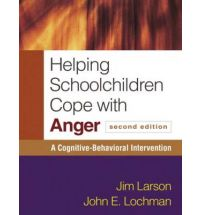 Helping
Schoolchildren
Cope with
Anger second edition
A Cognitive-Behavioral Intervention
Jim Larson
John E. Lochman